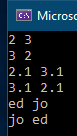 Microso
2 3
3 2
2.1 3.1
3.1 2.1
ed jo
jo ed